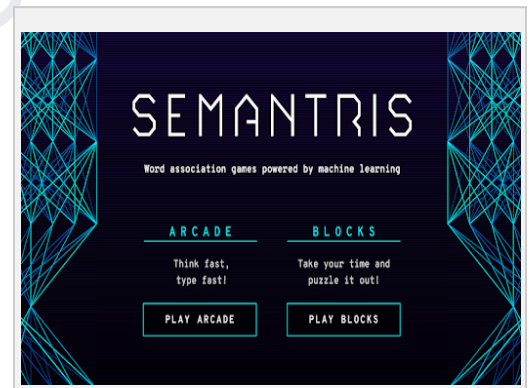 SEMANTRIS
Word association games powered by machine learning
ARCADE
Think fast,
type fast!
PLAY ARCADE
BLOCKS
Take your time and
puzzle it out!
PLAY BLOCKS